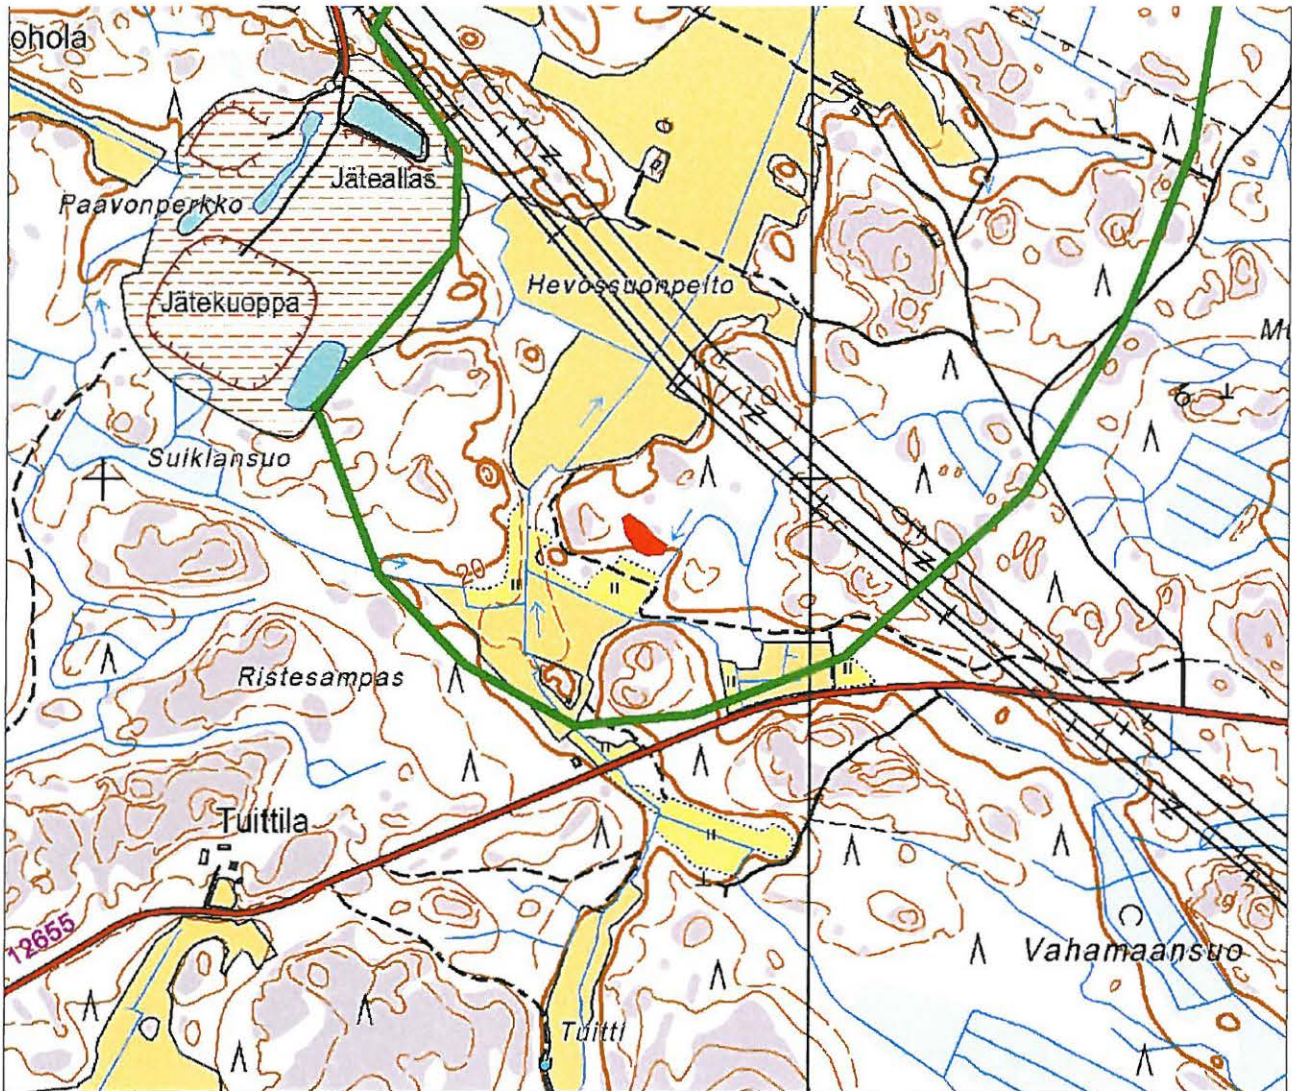 ohola
Jäteallas
Paavonperkko
Hevossuonpelto
Jätekuoppa
Suiklansuo
20
Ristesampas
Tuittila
12655
Vahamaansuo
Tuitti